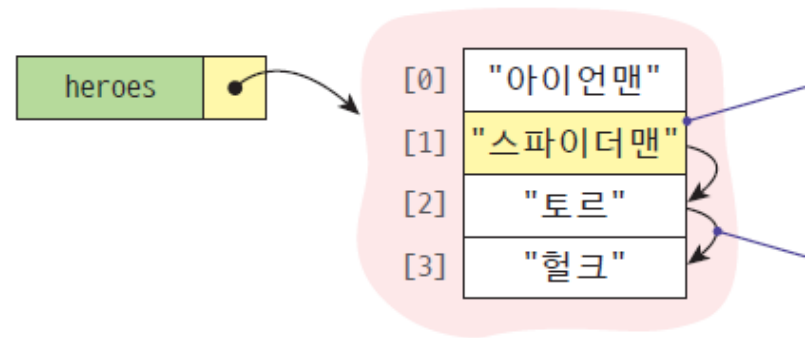 heroes
[0] "아이언맨"
[1] "스파이더맨"
[2] "토르"
[3] "헐크"